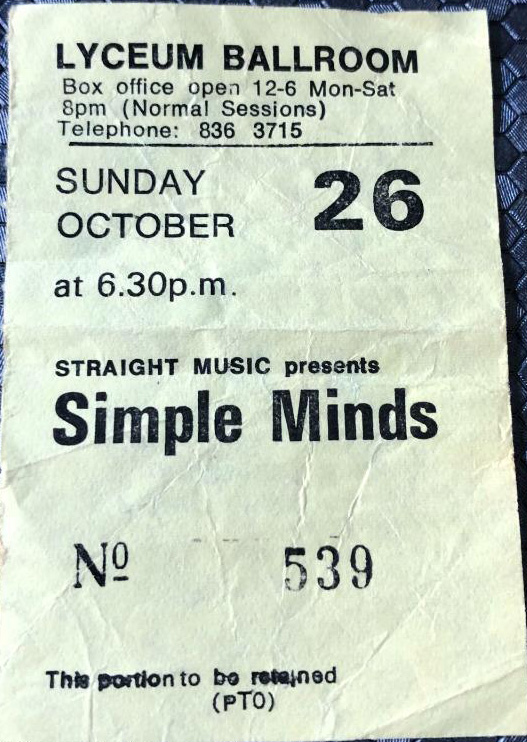 LYCEUM BALLROOM
Box office open 12-6 Mon-Sat
8pm (Normal Sessions)
Telephone: 836 3715
SUNDAY 26
OCTOBER
at 6.30p.m.
STRAIGHT MUSIC presents
Simple Minds
Nº 539
This portion to be retained
(PTO)